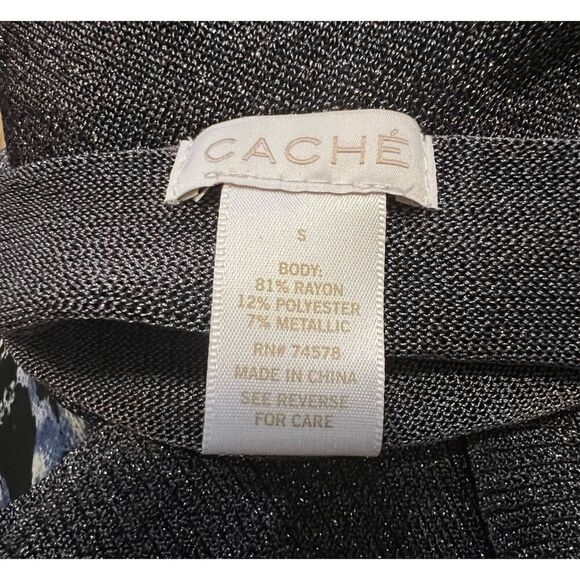 CACHÉ
S
BODY:
81% RAYON
12% POLYESTER
7% METALLIC
RN# 74578
MADE IN CHINA
SEE REVERSE
FOR CARE